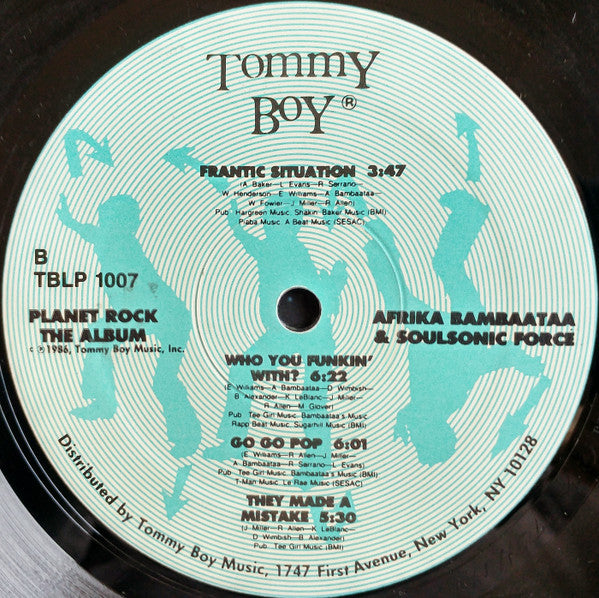 Tommy
Boy®
FRANTIC SITUATION 3:47
(A. Baker—L. Evans—R. Serrano—
W. Henderson—E. Williams—A. Bambaataa—
W. Fowler—J. Miller—R. Allen)
Pub. Hargreen Music. Shakin' Baker Music (BMI)
Plaba Music. A Beat Music (SESAC)
B
TBLP 1007
PLANET ROCK
THE ALBUM
© ℗ 1986, Tommy Boy Music, Inc.
AFRIKA BAMBAATAA
& SOULSONIC FORCE
WHO YOU FUNKIN'
WITH? 6:22
(E. Williams—A. Bambaataa—D. Wimbish—
B. Alexander—K. LeBlanc—J. Miller—
R. Allen—M. Glover)
Pub. Tee Girl Music. Bambaataa's Music.
Rapp Beat Music. Sugarhill Music (BMI)
GO GO POP 6:01
(E. Williams—R. Allen—J. Miller—
A. Bambaataa—R. Serrano—L. Evans)
Pub. Tee Girl Music. Bambaataa's Music (BMI)
T-Man Music. Le Rae Music (SESAC)
THEY MADE A
MISTAKE 5:30
(J. Miller—R. Allen—K. LeBlanc—
D. Wimbish—B. Alexander)
Pub. Tee Girl Music (BMI)
Distributed by Tommy Boy Music, 1747 First Avenue, New York, NY 10128